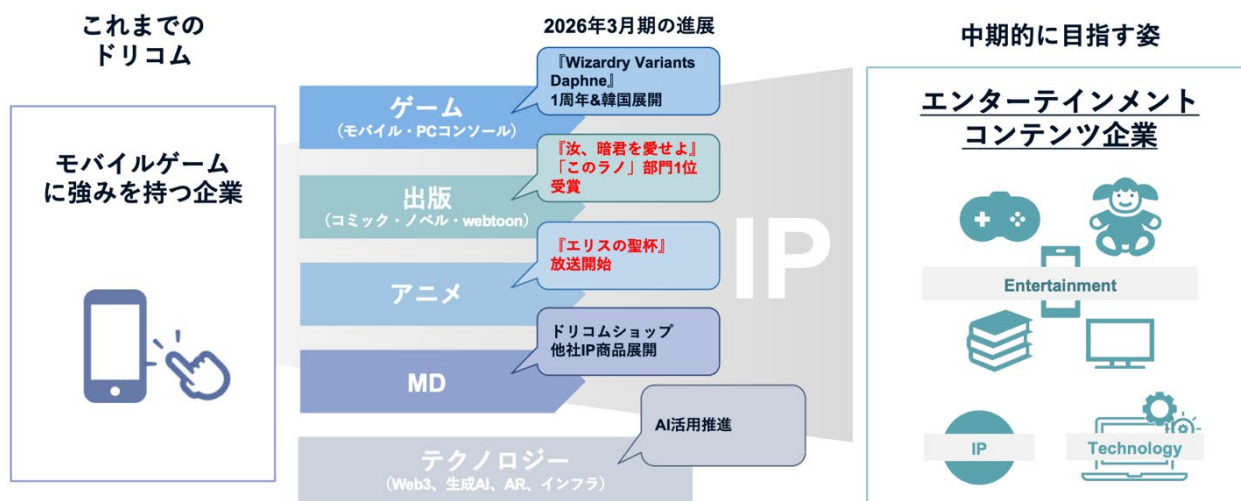 これまでの
ドリコム
モバイルゲーム
に強みを持つ企業
2026年3月期の進展
ゲーム
（モバイル・PCコンソール）
『Wizardry Variants
Daphne』
1周年&韓国展開
出版
（コミック・ノベル・webtoon）
『汝、暗君を愛せよ』
「このラノ」部門1位
受賞
アニメ
『エリスの聖杯』
放送開始
MD
ドリコムショップ
他社IP商品展開
テクノロジー
（Web3、生成AI、AR、インフラ）
AI活用推進
IP
中期的に目指す姿
エンターテインメント
コンテンツ企業
Entertainment
IP
Technology